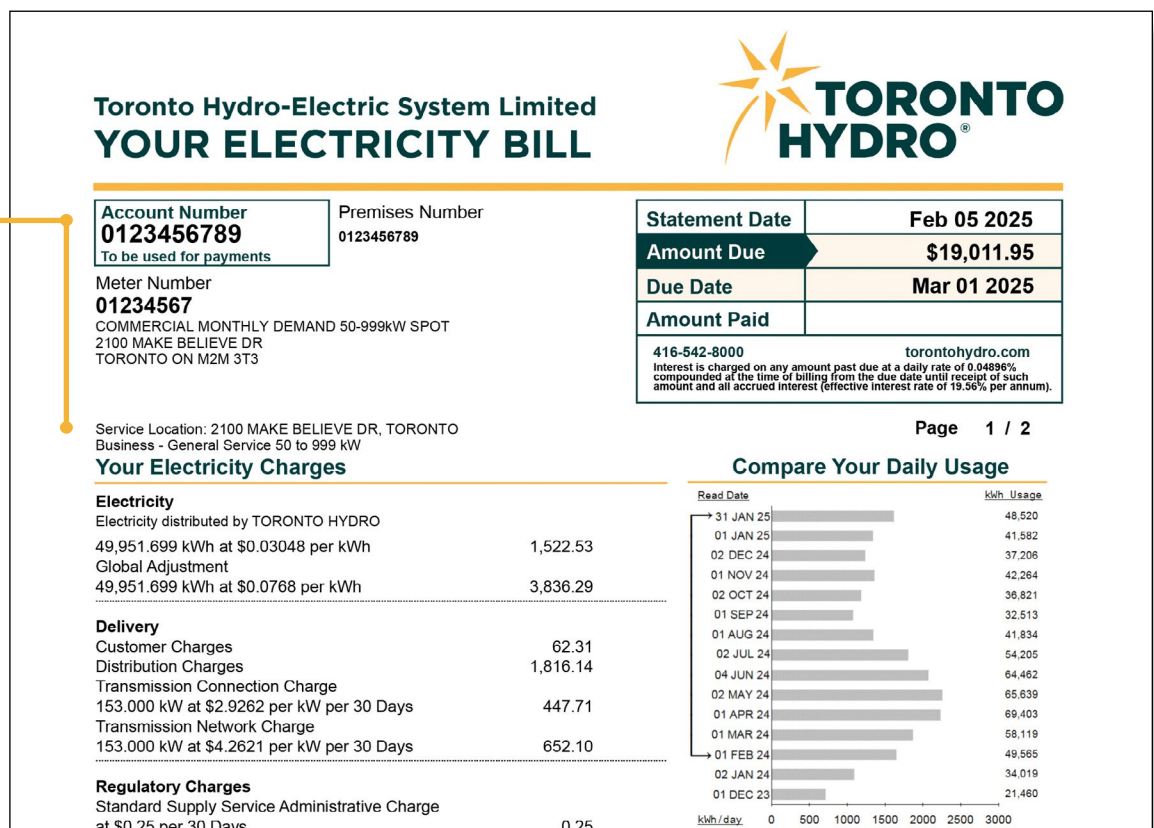 Toronto Hydro-Electric System Limited
YOUR ELECTRICITY BILL
TORONTO
HYDRO®
Account Number
0123456789
To be used for payments
Premises Number
0123456789
Meter Number
01234567
COMMERCIAL MONTHLY DEMAND 50-999kW SPOT
2100 MAKE BELIEVE DR
TORONTO ON M2M 3T3
Statement Date Feb 05 2025
Amount Due $19,011.95
Due Date Mar 01 2025
Amount Paid
416-542-8000 torontohydro.com
Interest is charged on any amount past due at a daily rate of 0.04896%
compounded at the time of billing from the due date until receipt of such
amount and all accrued interest (effective interest rate of 19.56% per annum).
Service Location: 2100 MAKE BELIEVE DR, TORONTO
Business - General Service 50 to 999 kW
Page 1 / 2
Your Electricity Charges
Electricity
Electricity distributed by TORONTO HYDRO
49,951.699 kWh at $0.03048 per kWh 1,522.53
Global Adjustment
49,951.699 kWh at $0.0768 per kWh 3,836.29
Delivery
Customer Charges 62.31
Distribution Charges 1,816.14
Transmission Connection Charge
153.000 kW at $2.9262 per kW per 30 Days 447.71
Transmission Network Charge
153.000 kW at $4.2621 per kW per 30 Days 652.10
Regulatory Charges
Standard Supply Service Administrative Charge
at $0.25 per 30 Days 0.25
Compare Your Daily Usage
Read Date kWh Usage
31 JAN 25 48,520
01 JAN 25 41,582
02 DEC 24 37,206
01 NOV 24 42,264
02 OCT 24 36,821
01 SEP 24 32,513
01 AUG 24 41,834
02 JUL 24 54,205
04 JUN 24 64,462
02 MAY 24 65,639
01 APR 24 69,403
01 MAR 24 58,119
01 FEB 24 49,565
02 JAN 24 34,019
01 DEC 23 21,460
kWh/day 0 500 1000 1500 2000 2500 3000